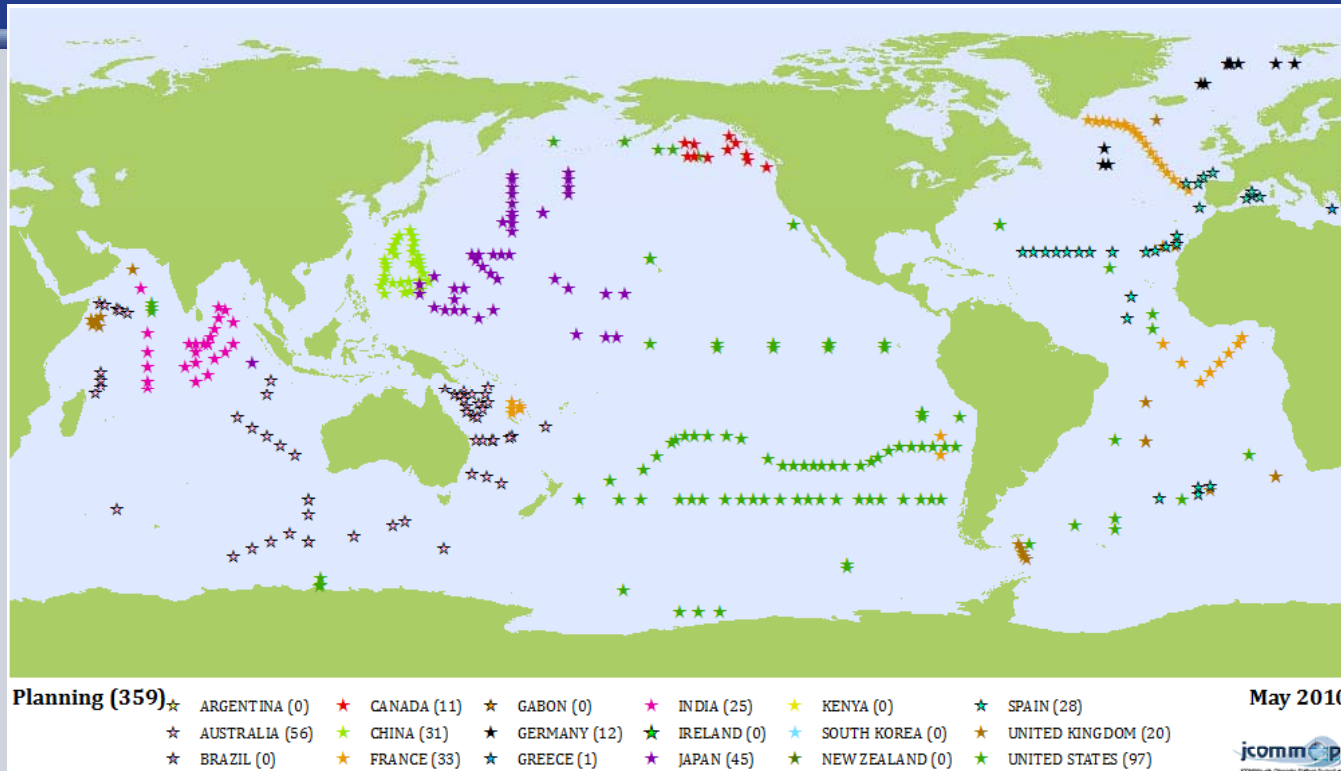 Planning (359)
May 2010
ARGENTINA (0) CANADA (11) GABON (0) INDIA (25) KENYA (0) SPAIN (28)
AUSTRALIA (56) CHINA (31) GERMANY (12) IRELAND (0) SOUTH KOREA (0) UNITED KINGDOM (20)
BRAZIL (0) FRANCE (33) GREECE (1) JAPAN (45) NEW ZEALAND (0) UNITED STATES (97)
jcommops